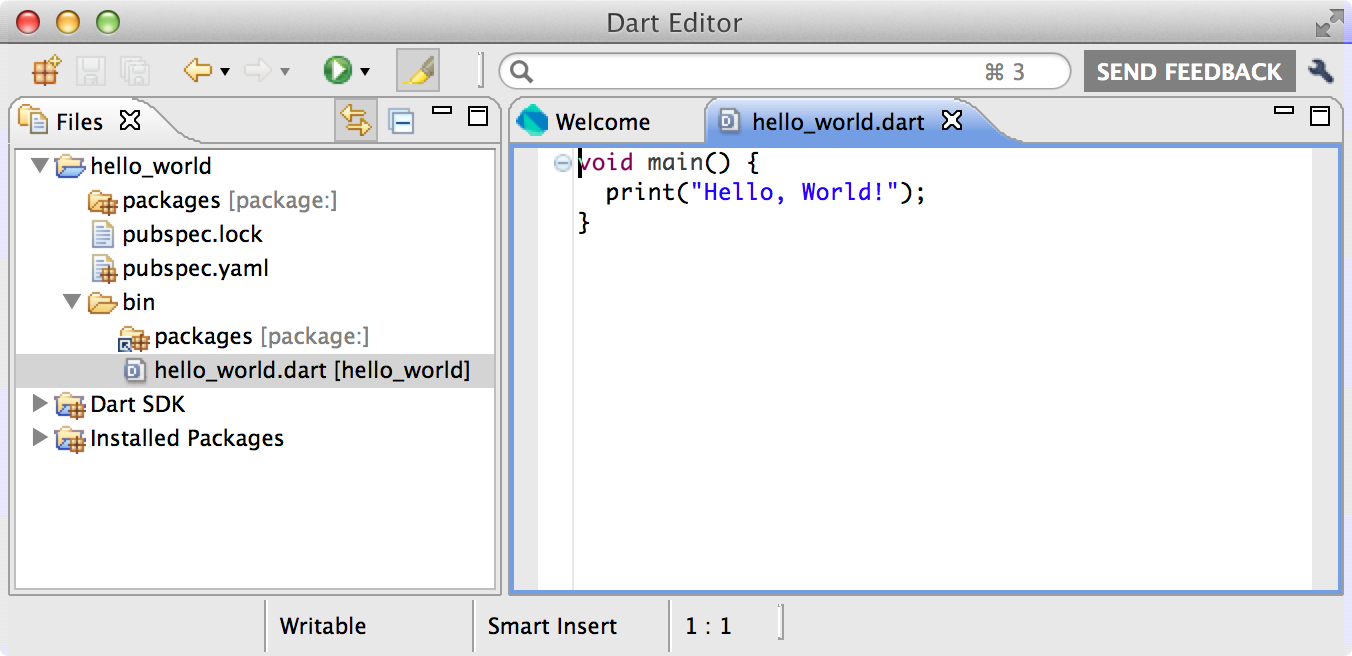 Dart Editor
⌘ 3
SEND FEEDBACK
Files
Welcome
hello_world.dart
hello_world
packages [package:]
pubspec.lock
pubspec.yaml
bin
packages [package:]
hello_world.dart [hello_world]
Dart SDK
Installed Packages
void main() {
  print("Hello, World!");
}
Writable
Smart Insert
1 : 1